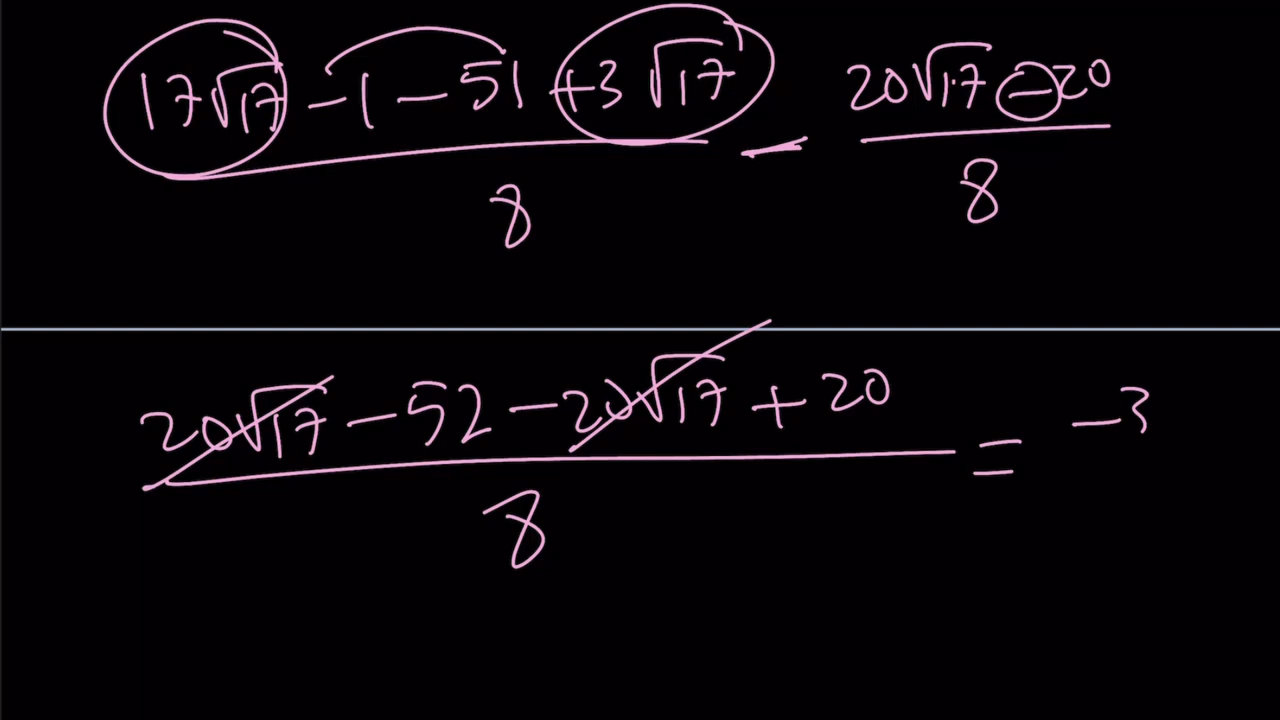 17√17 - 1 - 51 + 3√17 - 20√17 - 20
8 8
20√17 - 52 - 20√17 + 20 = -3
8